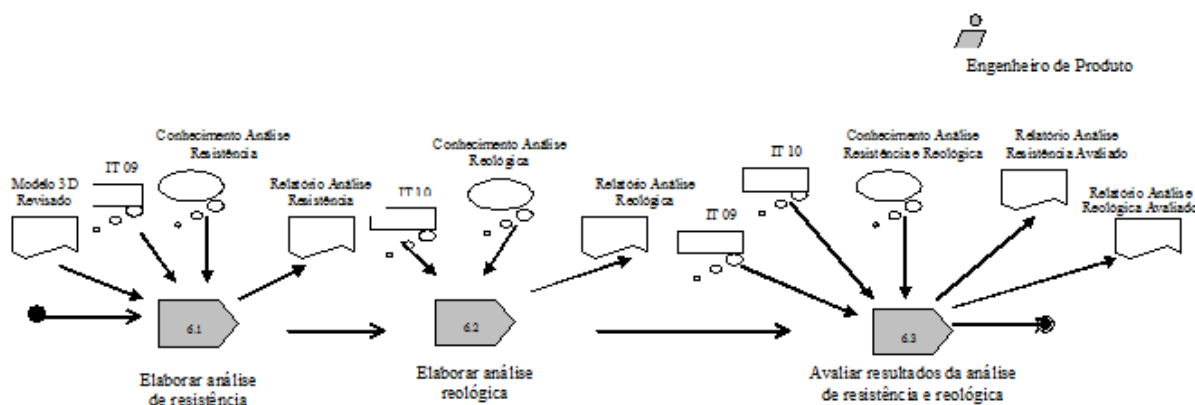 Engenheiro de Produto
Modelo 3D
Revisado
IT 09
Conhecimento Análise
Resistência
Relatório Análise
Resistência
IT 10
Conhecimento Análise
Reológica
Relatório Análise
Reológica
IT 09
IT 10
Conhecimento Análise
Resistência e Reológica
Relatório Análise
Resistência Avaliado
Relatório Análise
Reológica Avaliado
6.1
6.2
6.3
Elaborar análise
de resistência
Elaborar análise
reológica
Avaliar resultados da análise
de resistência e reológica